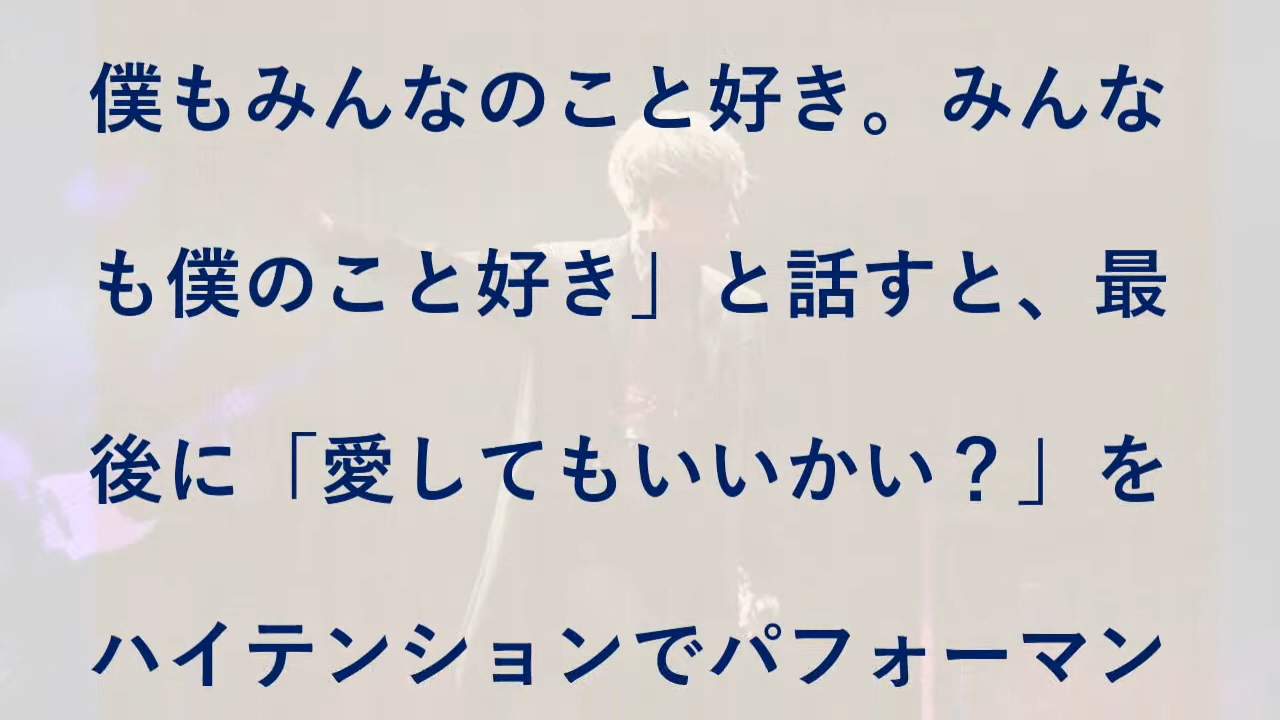 僕もみんなのこと好き。みんな
も僕のこと好き」と話すと、最
後に「愛してもいいかい？」を
ハイテンションでパフォーマン